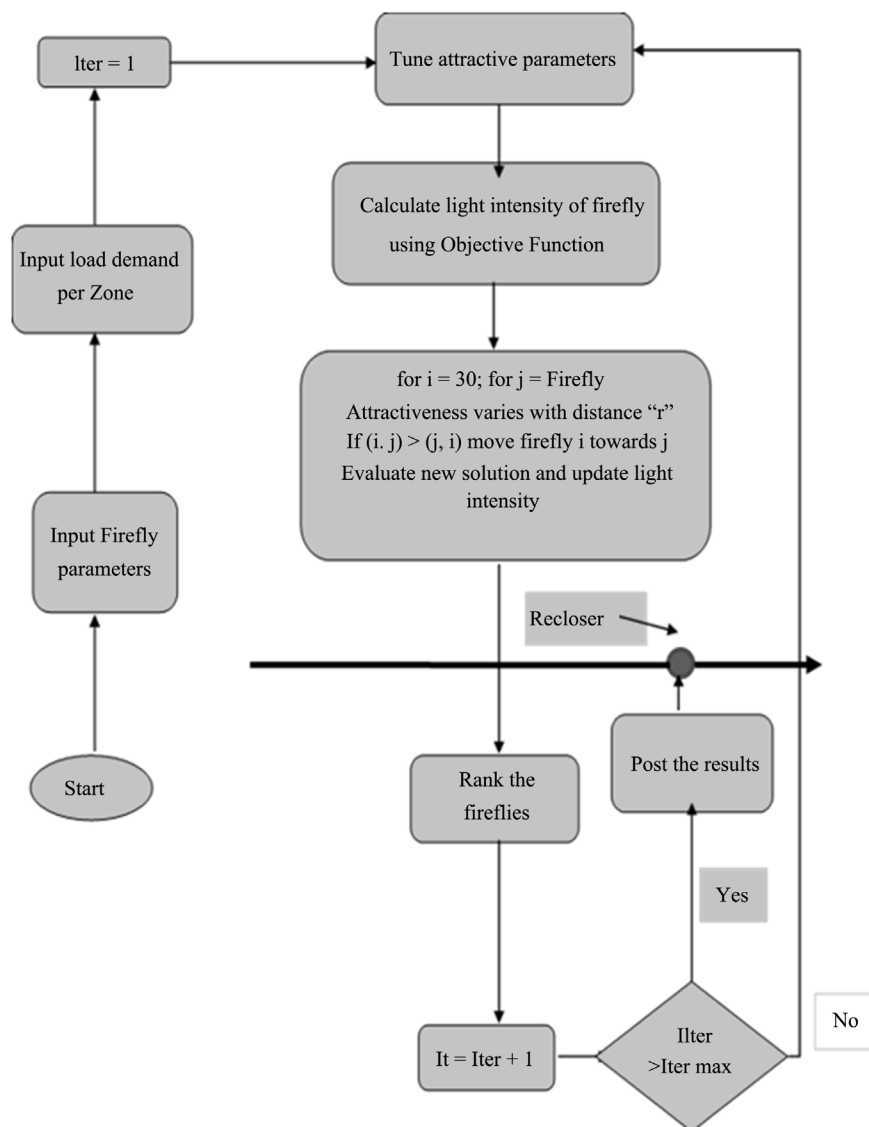 lter = 1
Tune attractive parameters
Calculate light intensity of firefly
using Objective Function
Input load demand
per Zone
for i = 30; for j = Firefly
Attractiveness varies with distance “r”
If (i. j) > (j, i) move firefly i towards j
Evaluate new solution and update light
intensity
Input Firefly
parameters
Recloser
Start
Rank the
fireflies
Post the results
Yes
No
It = Iter + 1
Ilter
>Iter max